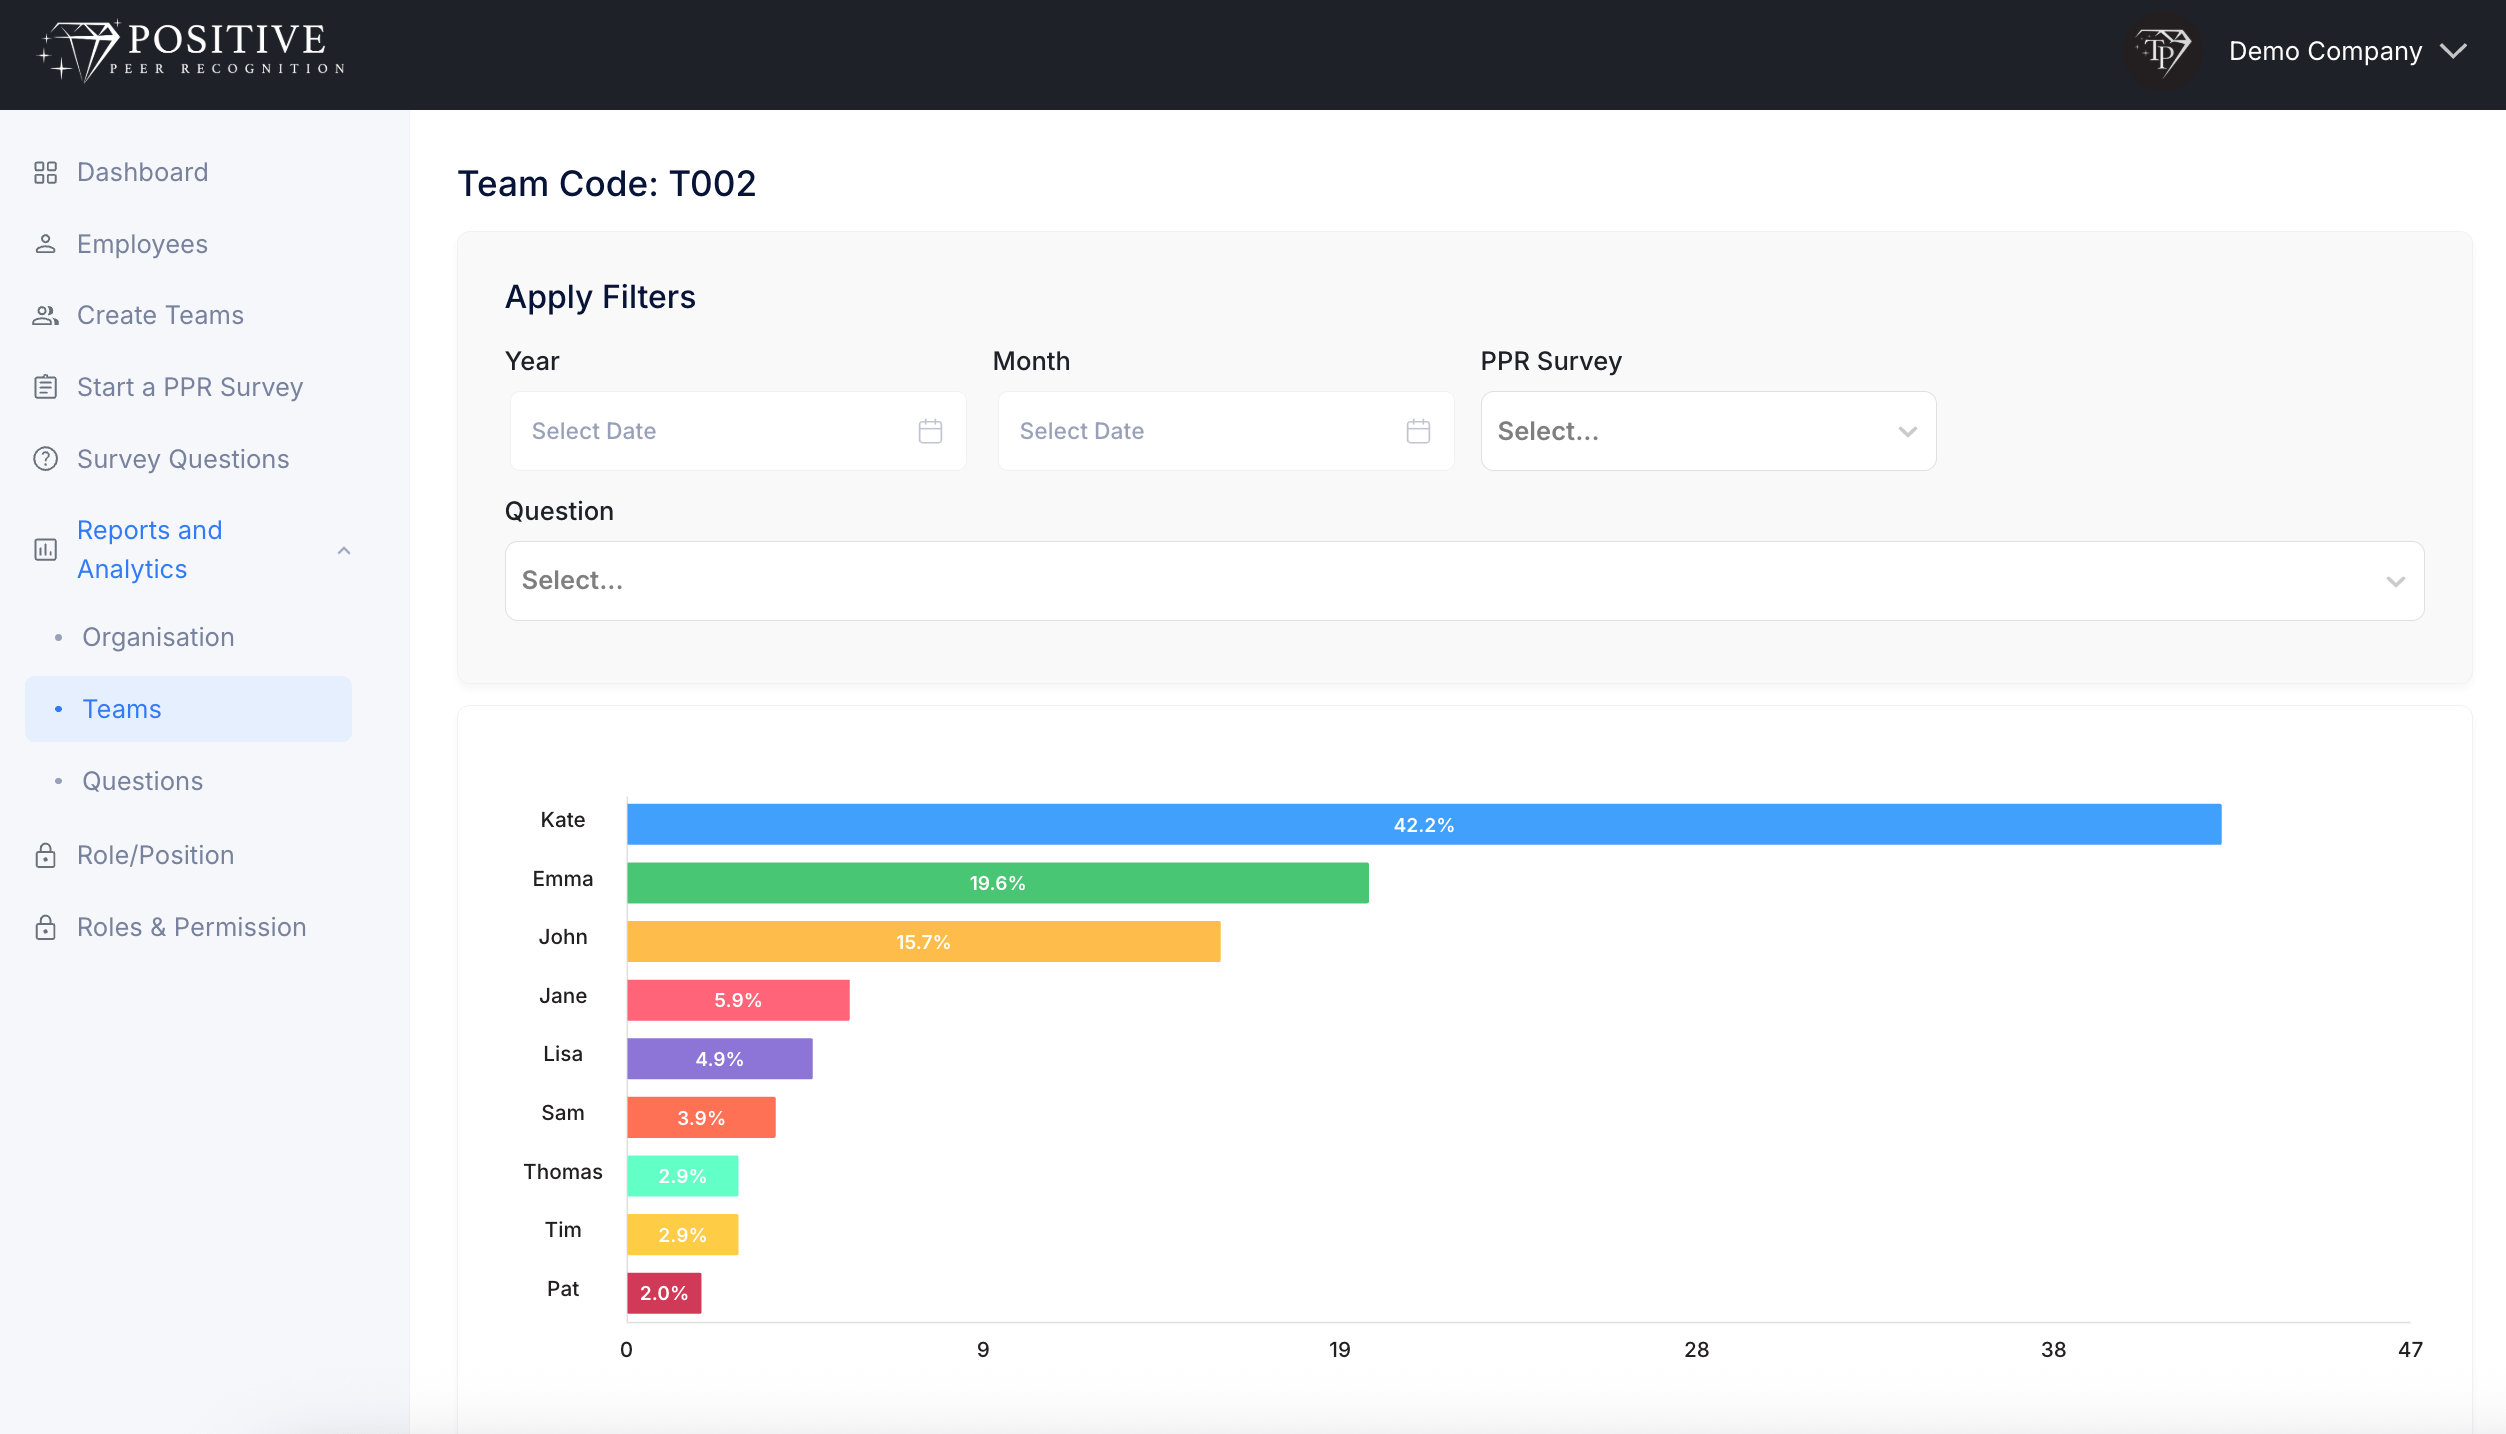 POSITIVE
PEER RECOGNITION
TP
Demo Company
Dashboard
Employees
Create Teams
Start a PPR Survey
Survey Questions
Reports and
Analytics
Organisation
Teams
Questions
Role/Position
Roles & Permission
Team Code: T002
Apply Filters
Year
Month
PPR Survey
Select Date
Select Date
Select...
Question
Select...
Kate
42.2%
Emma
19.6%
John
15.7%
Jane
5.9%
Lisa
4.9%
Sam
3.9%
Thomas
2.9%
Tim
2.9%
Pat
2.0%
0
9
19
28
38
47